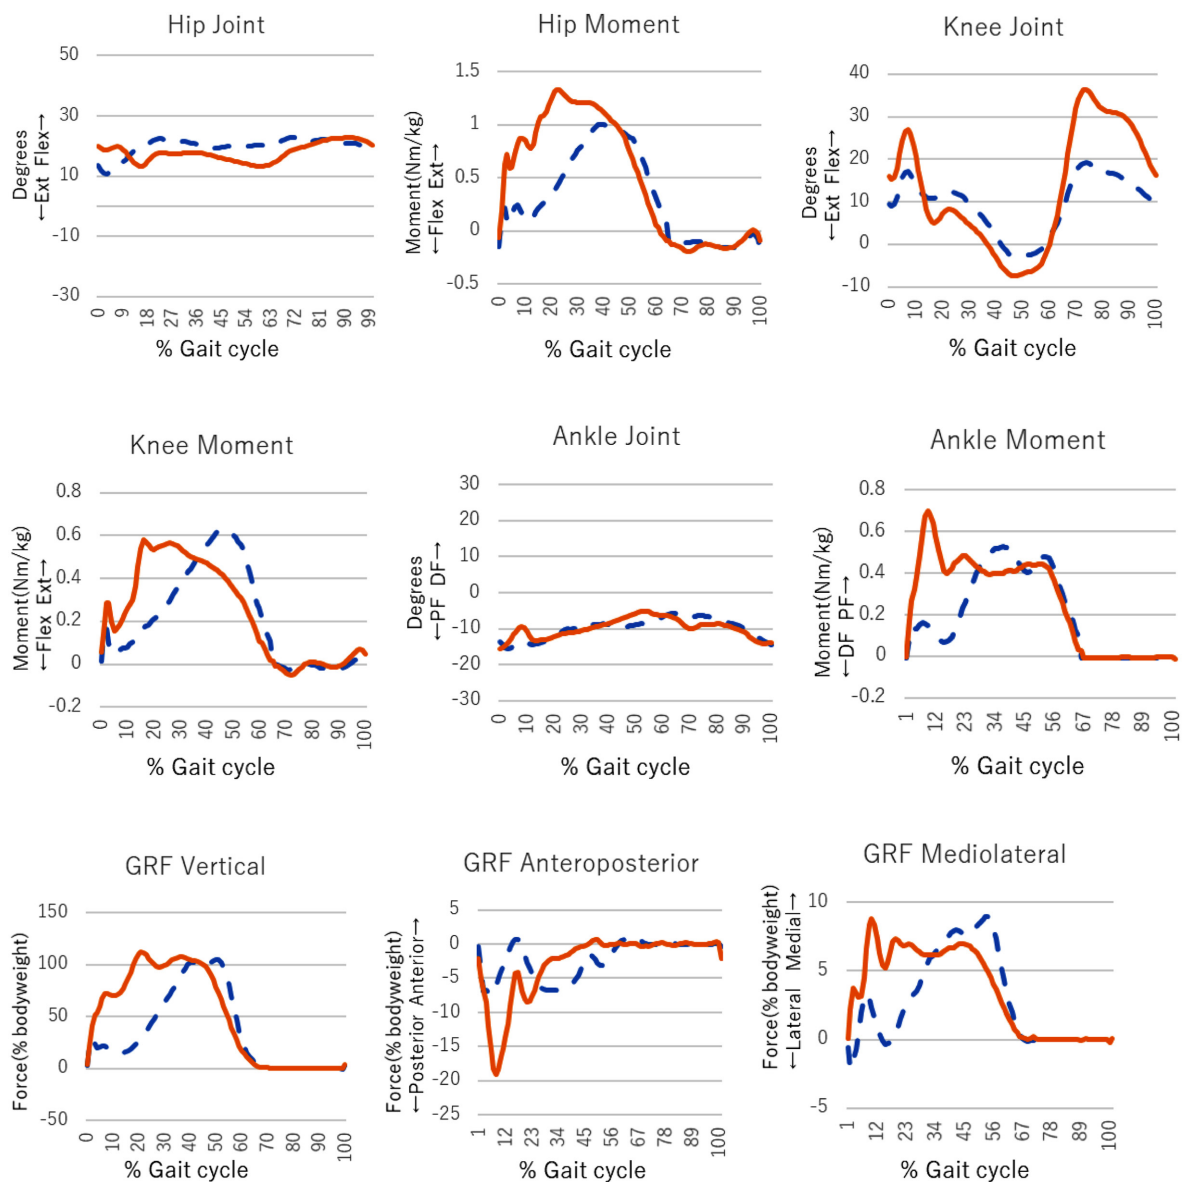 Hip Joint
50
30
10
-10
-30
Degrees
←Ext Flex→
0 9 18 27 36 45 54 63 72 81 90 99
% Gait cycle
Hip Moment
1.5
1
0.5
0
-0.5
Moment(Nm/kg)
←Flex Ext→
0 10 20 30 40 50 60 70 80 90 100
% Gait cycle
Knee Joint
40
30
20
10
0
-10
Degrees
←Ext Flex→
0 10 20 30 40 50 60 70 80 90 100
% Gait cycle
Knee Moment
0.8
0.6
0.4
0.2
0
-0.2
Moment(Nm/kg)
←Flex Ext→
0 10 20 30 40 50 60 70 80 90 100
% Gait cycle
Ankle Joint
30
20
10
0
-10
-20
-30
Degrees
←PF DF→
0 10 20 30 40 50 60 70 80 90 100
% Gait cycle
Ankle Moment
0.8
0.6
0.4
0.2
0
-0.2
Moment(Nm/kg)
←DF PF→
1 12 23 34 45 56 67 78 89 100
% Gait cycle
GRF Vertical
150
100
50
0
-50
Force(% bodyweight)
0 10 20 30 40 50 60 70 80 90 100
% Gait cycle
GRF Anteroposterior
5
0
-5
-10
-15
-20
-25
Force(% bodyweight)
←Posterior Anterior→
1 12 23 34 45 56 67 78 89 100
% Gait cycle
GRF Mediolateral
10
5
0
-5
Force(% bodyweight)
←Lateral Medial→
1 12 23 34 45 56 67 78 89 100
% Gait cycle